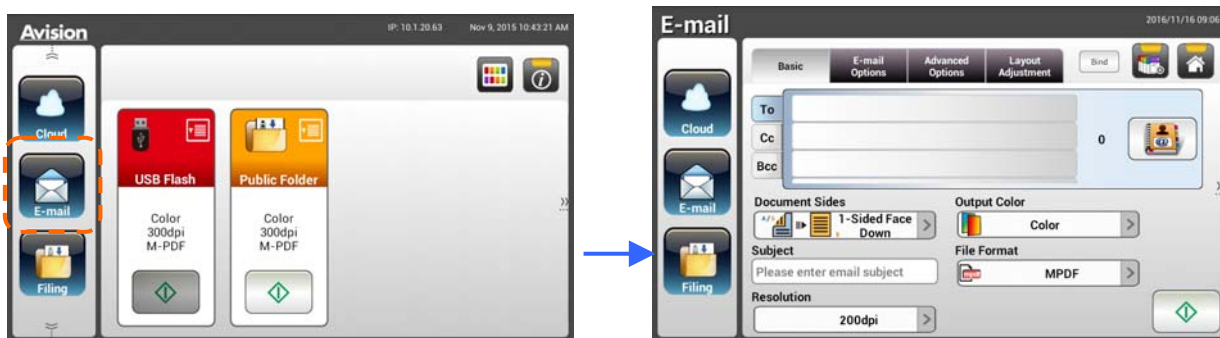 Avision
IP: 10.1.20.63
Nov 9, 2015 10:43:21 AM
Cloud
E-mail
Filing
USB Flash
Color
300dpi
M-PDF
Public Folder
Color
300dpi
M-PDF
E-mail
2016/11/16 09:06
Cloud
E-mail
Filing
Basic
E-mail
Options
Advanced
Options
Layout
Adjustment
Bind
To
Cc
Bcc
0
Document Sides
1-Sided Face
Down
Output Color
Color
Subject
Please enter email subject
File Format
MPDF
Resolution
200dpi